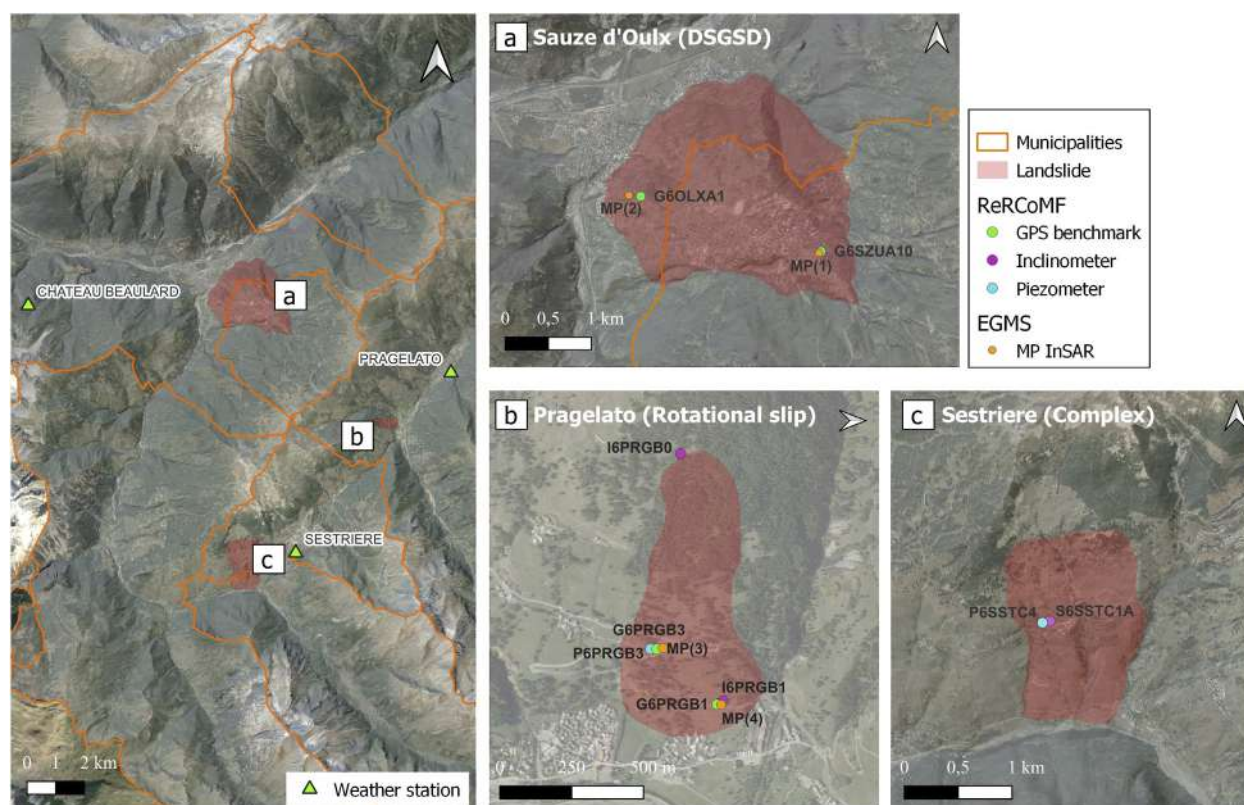 CHATEAU BEAULARD
a
PRAGELATO
b
SESTRIERE
c
0 1 2 km
Weather station
a Sauze d'Oulx (DSGSD)
G6OLXA1
MP(2)
G6SZUA10
MP(1)
0 0,5 1 km
Municipalities
Landslide
ReRCoMF
GPS benchmark
Inclinometer
Piezometer
EGMS
MP InSAR
b Pragelato (Rotational slip)
I6PRGB0
G6PRGB3
P6PRGB3 MP(3)
I6PRGB1
G6PRGB1
MP(4)
0 250 500 m
c Sestriere (Complex)
P6SSTC4 S6SSTC1A
0 0,5 1 km